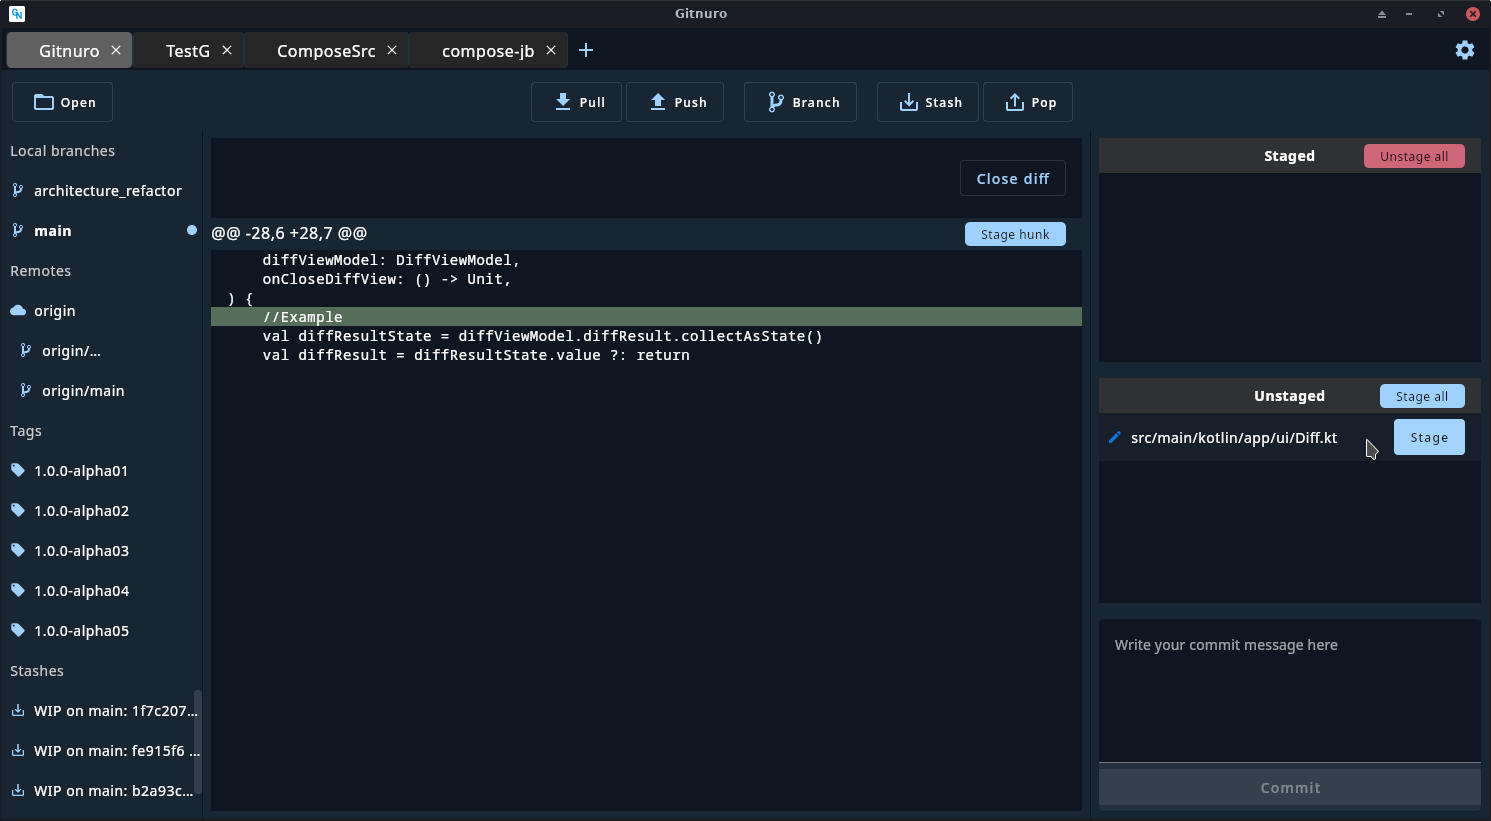 Gitnuro
Gitnuro
TestG
ComposeSrc
compose-jb
Open
Pull
Push
Branch
Stash
Pop
Local branches
architecture_refactor
main
Remotes
origin
origin/...
origin/main
Tags
1.0.0-alpha01
1.0.0-alpha02
1.0.0-alpha03
1.0.0-alpha04
1.0.0-alpha05
Stashes
WIP on main: 1f7c207...
WIP on main: fe915f6 ...
WIP on main: b2a93c...
Close diff
@@ -28,6 +28,7 @@
Stage hunk
diffViewModel: DiffViewModel,
onCloseDiffView: () -> Unit,
) {
//Example
val diffResultState = diffViewModel.diffResult.collectAsState()
val diffResult = diffResultState.value ?: return
Staged
Unstage all
Unstaged
Stage all
src/main/kotlin/app/ui/Diff.kt
Stage
Write your commit message here
Commit